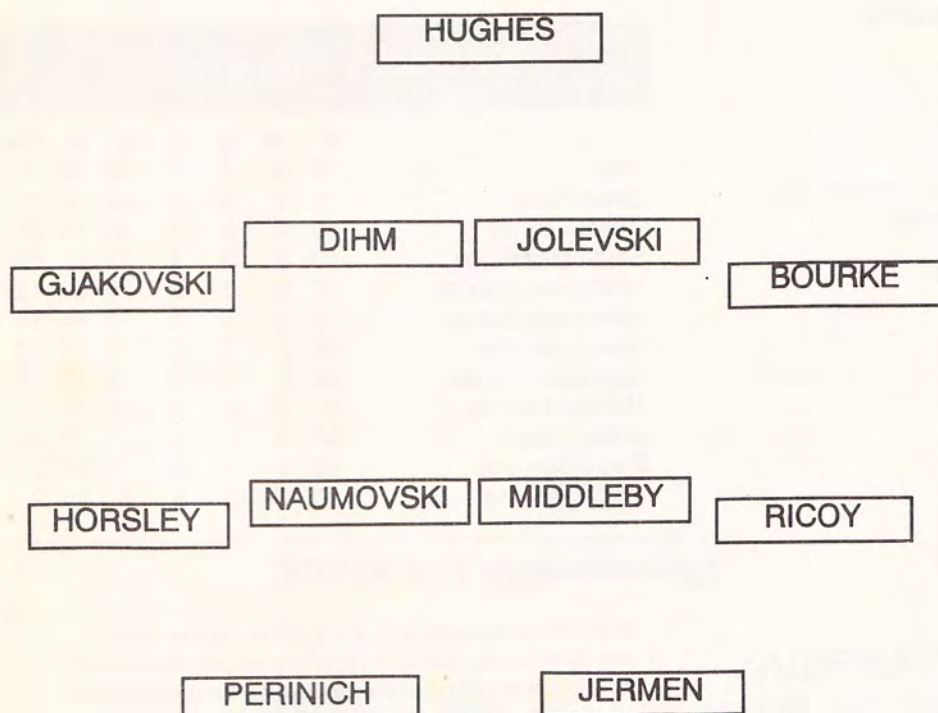 HUGHES
DIHM JOLEVSKI
GJAKOVSKI BOURKE
NAUMOVSKI MIDDLEBY
HORSLEY RICOY
PERINICH JERMEN